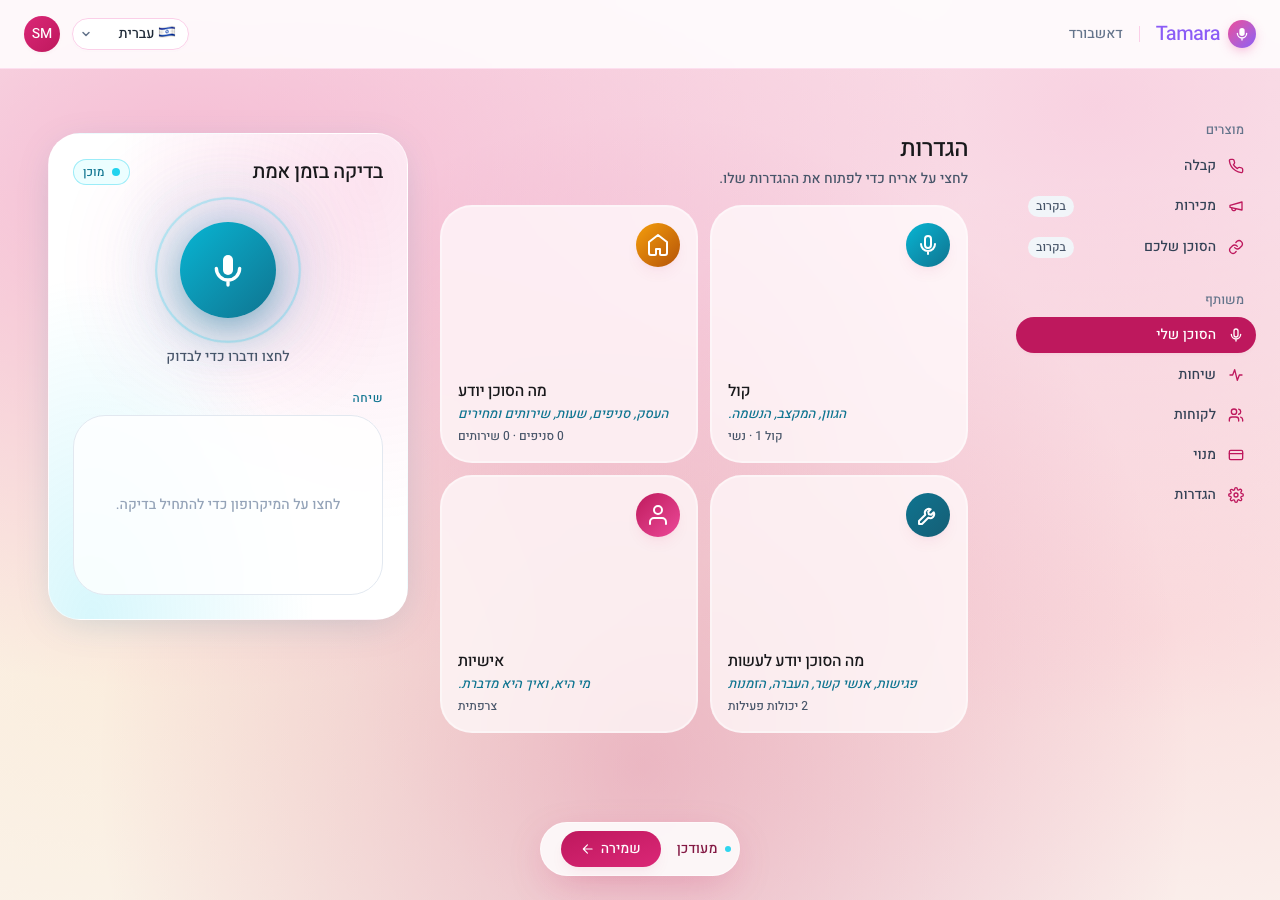 Tamara
דאשבורד
עברית
SM
מוצרים
קבלה
מכירות
בקרוב
הסוכן שלכם
בקרוב
משותף
הסוכן שלי
שיחות
לקוחות
מנוי
הגדרות
הגדרות
לחצי על אריח כדי לפתוח את ההגדרות שלו.
קול
הגוון, המקצב, הנשמה.
קול 1 · נשי
מה הסוכן יודע
העסק, סניפים, שעות, שירותים ומחירים
0 סניפים · 0 שירותים
מה הסוכן יודע לעשות
פגישות, אנשי קשר, העברה, הזמנות
2 יכולות פעילות
אישיות
מי היא, ואיך היא מדברת.
צרפתית
בדיקה בזמן אמת
מוכן
לחצו ודברו כדי לבדוק
שיחה
לחצו על המיקרופון כדי להתחיל בדיקה.
מעודכן
שמירה ←